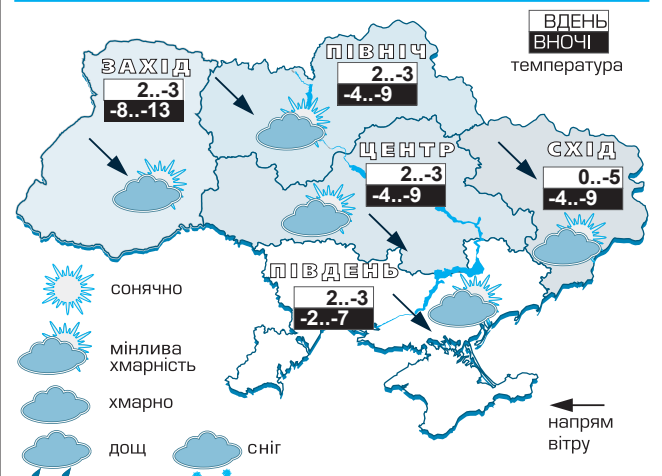 ВДЕНЬ
ВНОЧІ
температура
ПІВНІЧ
2..-3
-4..-9
ЗАХІД
2..-3
-8..-13
ЦЕНТР
2..-3
-4..-9
СХІД
0..-5
-4..-9
ПІВДЕНЬ
2..-3
-2..-7
сонячно
мінлива
хмарність
хмарно
дощ
сніг
напрям
вітру